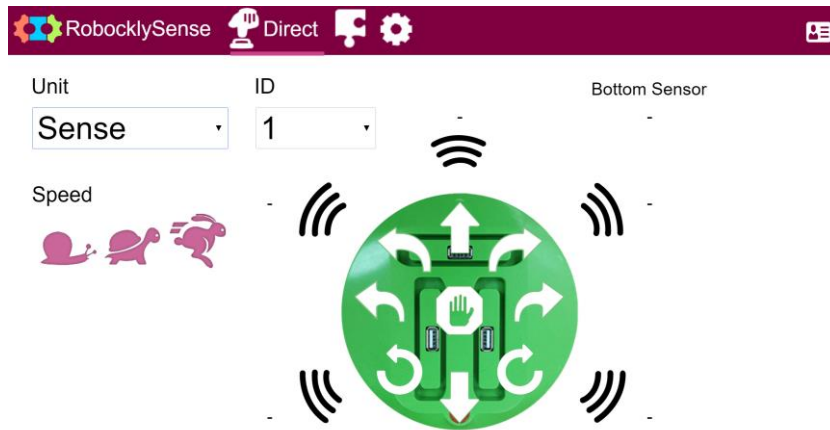 RobocklySense Direct
Unit ID Bottom Sensor
Sense 1 - -
Speed - -
- -